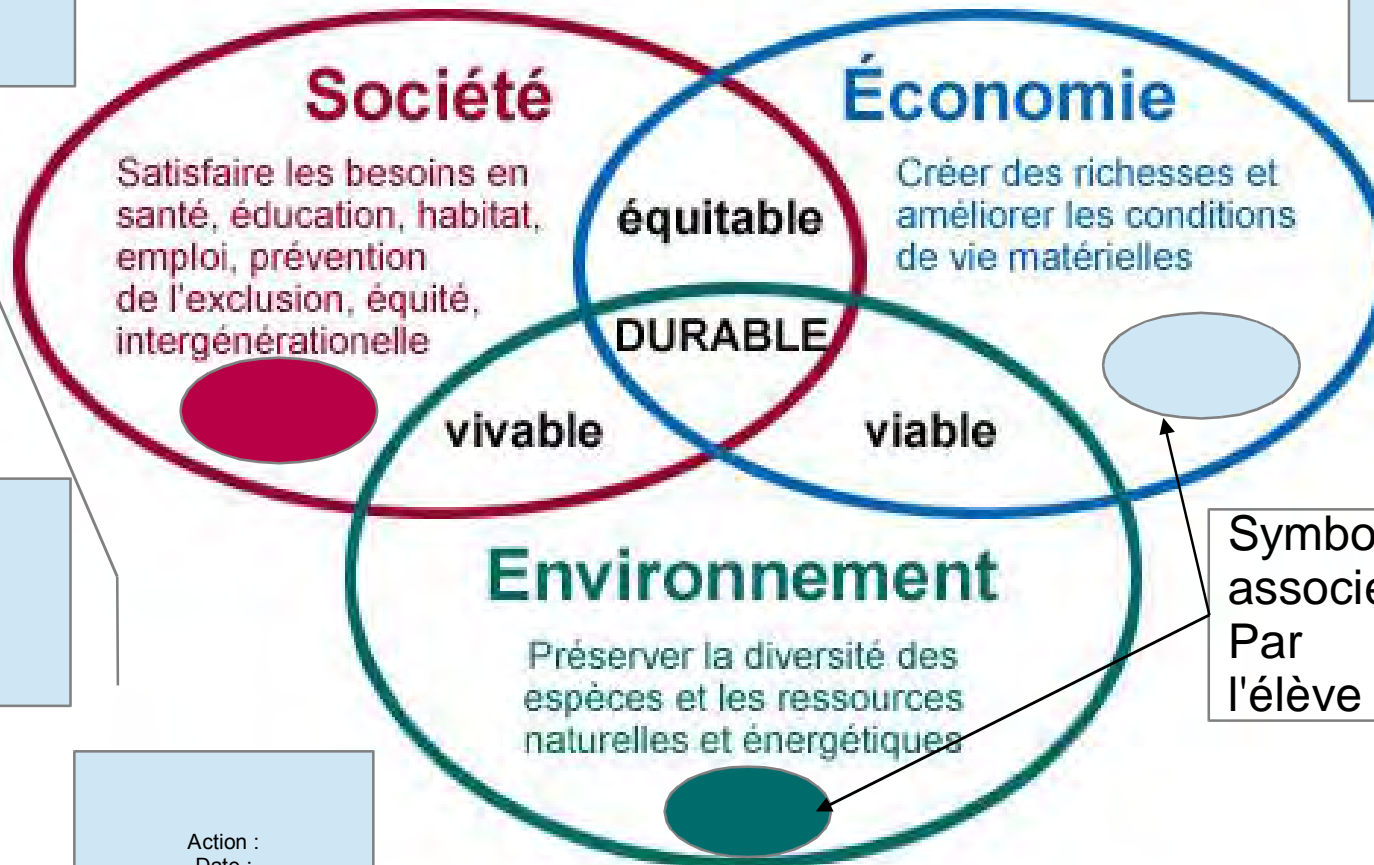 Société
Économie
Satisfaire les besoins en
santé, éducation, habitat,
emploi, prévention
de l'exclusion, équité,
intergénérationelle
équitable
Créer des richesses et
améliorer les conditions
de vie matérielles
DURABLE
vivable
viable
Environnement
Préserver la diversité des
espèces et les ressources
naturelles et énergétiques
Par
l'élève
Action :
Date :